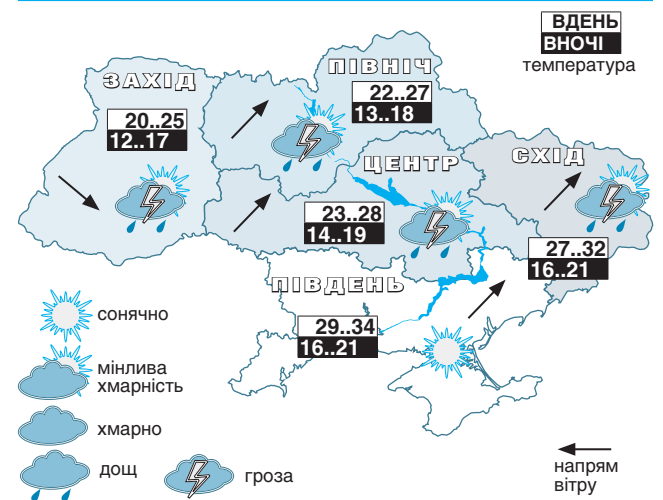 ВДЕНЬ
ВНОЧІ
температура
ЗАХІД
20..25
12..17
ПІВНІЧ
22..27
13..18
ЦЕНТР
23..28
14..19
СХІД
27..32
16..21
ПІВДЕНЬ
29..34
16..21
сонячно
мінлива
хмарність
хмарно
дощ
гроза
напрям
вітру